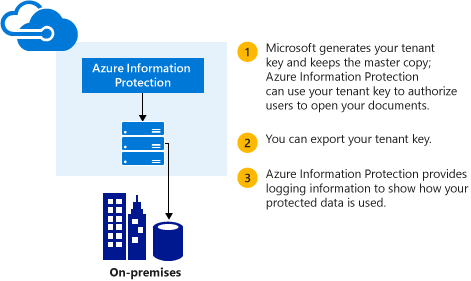 Azure Information
Protection
On-premises
1
Microsoft generates your tenant
key and keeps the master copy;
Azure Information Protection
can use your tenant key to authorize
users to open your documents.
2
You can export your tenant key.
3
Azure Information Protection provides
logging information to show how your
protected data is used.